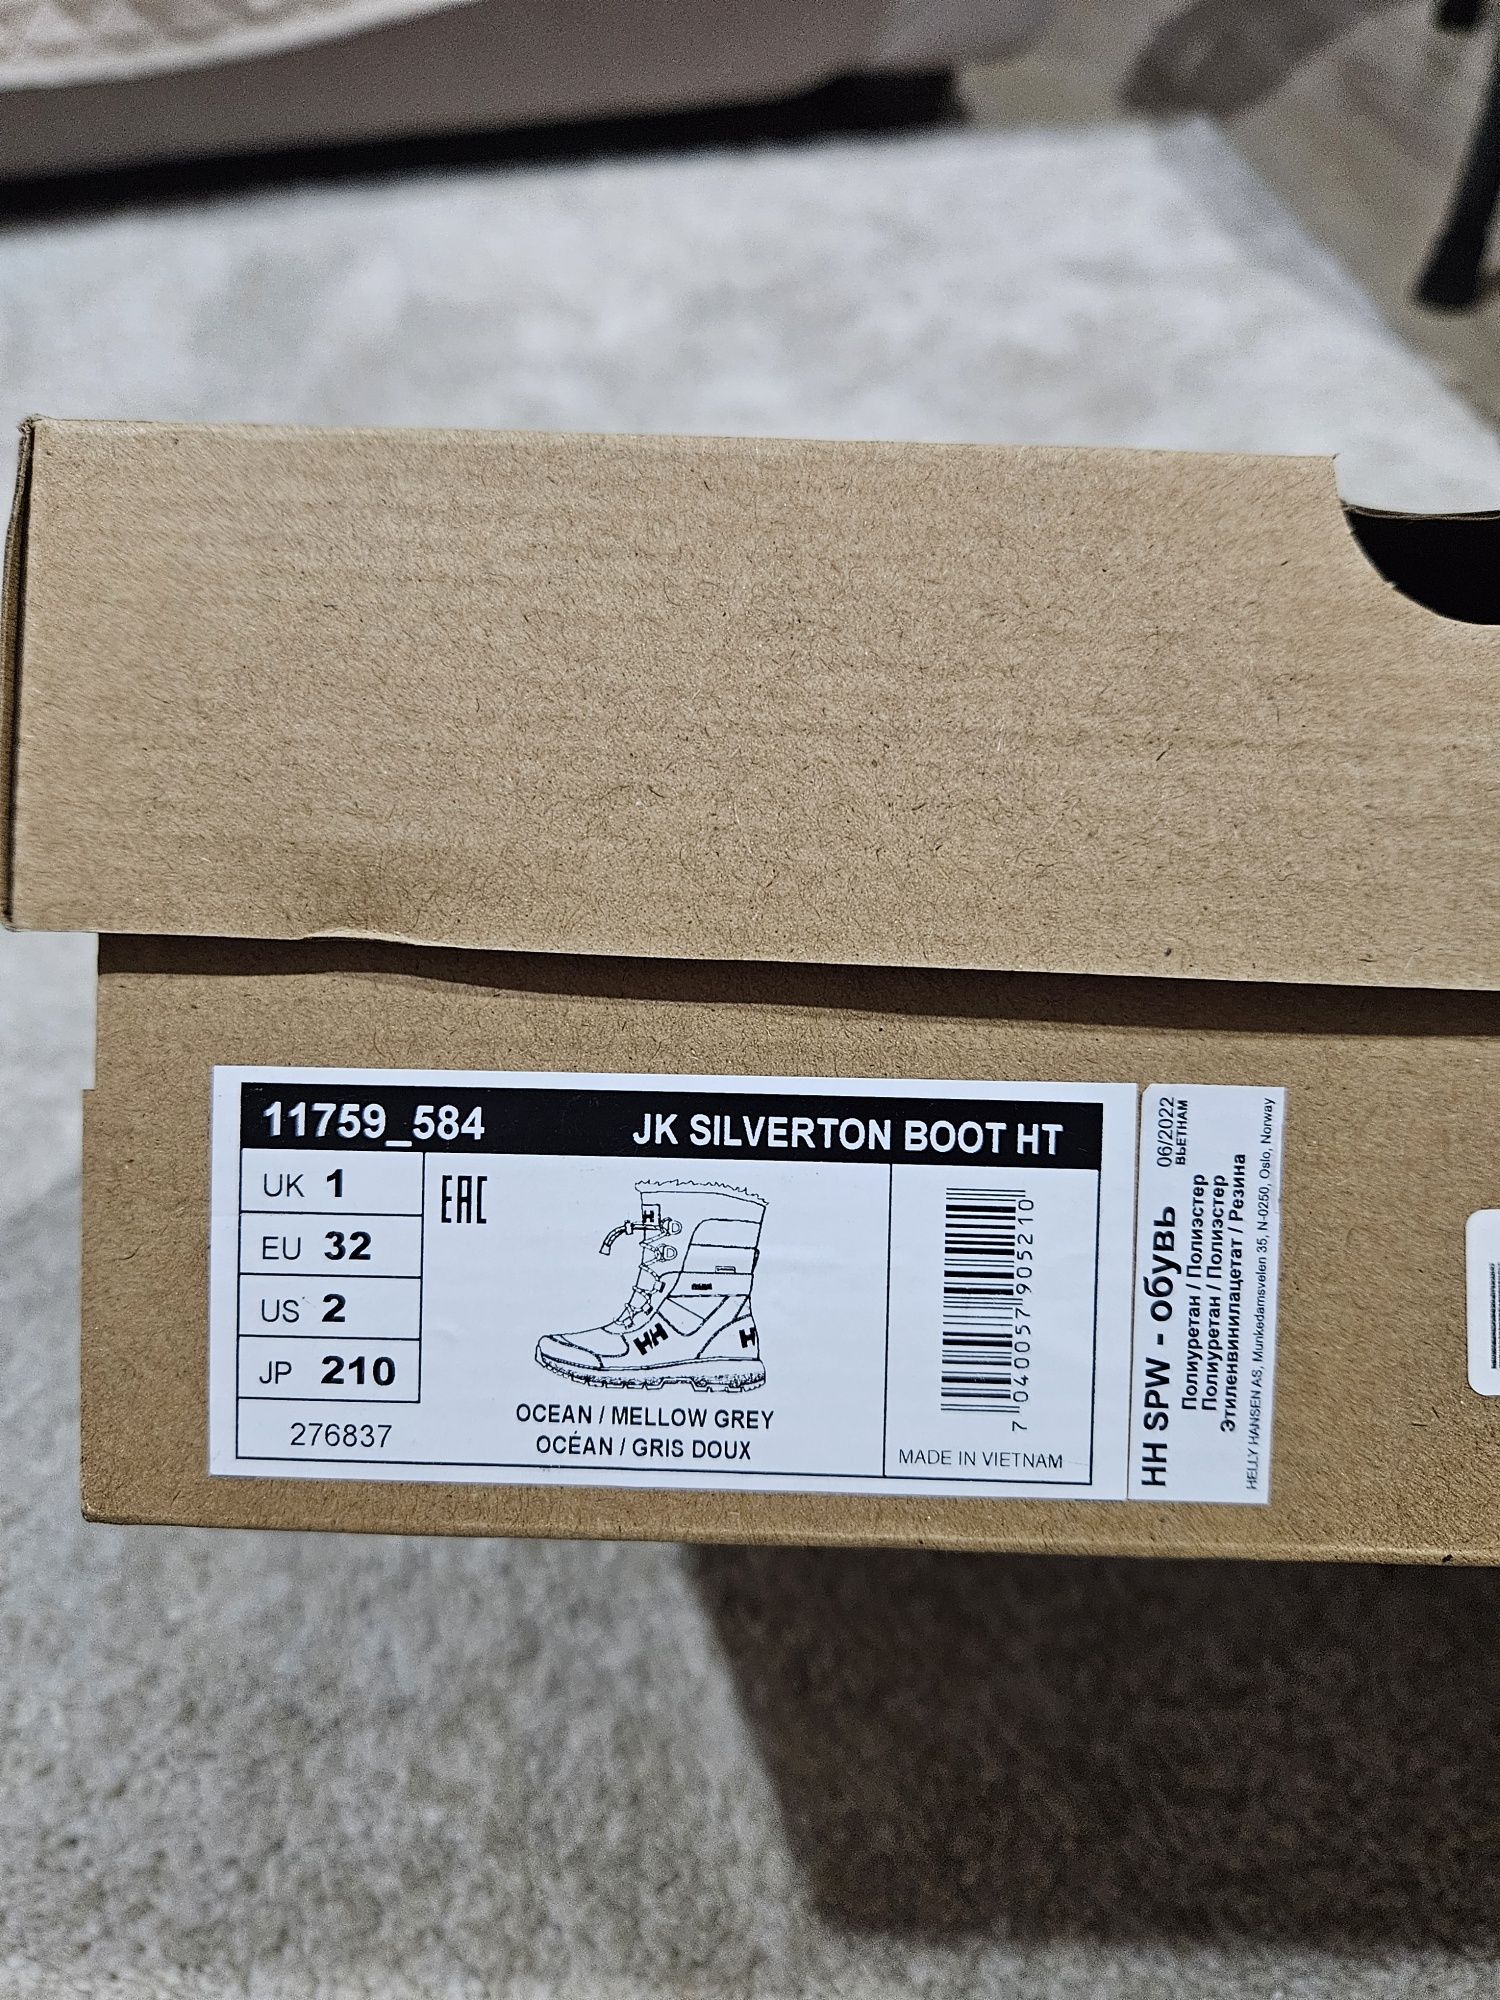 11759_584 JK SILVERTON BOOT HT
UK 1
EU 32
US 2
JP 210
276837
EAC
H
HH
H
OCEAN / MELLOW GREY
OCÉAN / GRIS DOUX
7 040057 905210
MADE IN VIETNAM
HH SPW - обувь 06/2022
ВЬЕТНАМ
Полиуретан / Полиэстер
Полиуретан / Полиэстер
Этиленвинилацетат / Резина
HELLY HANSEN AS, Munkedamsveien 35, N-0250, Oslo, Norway